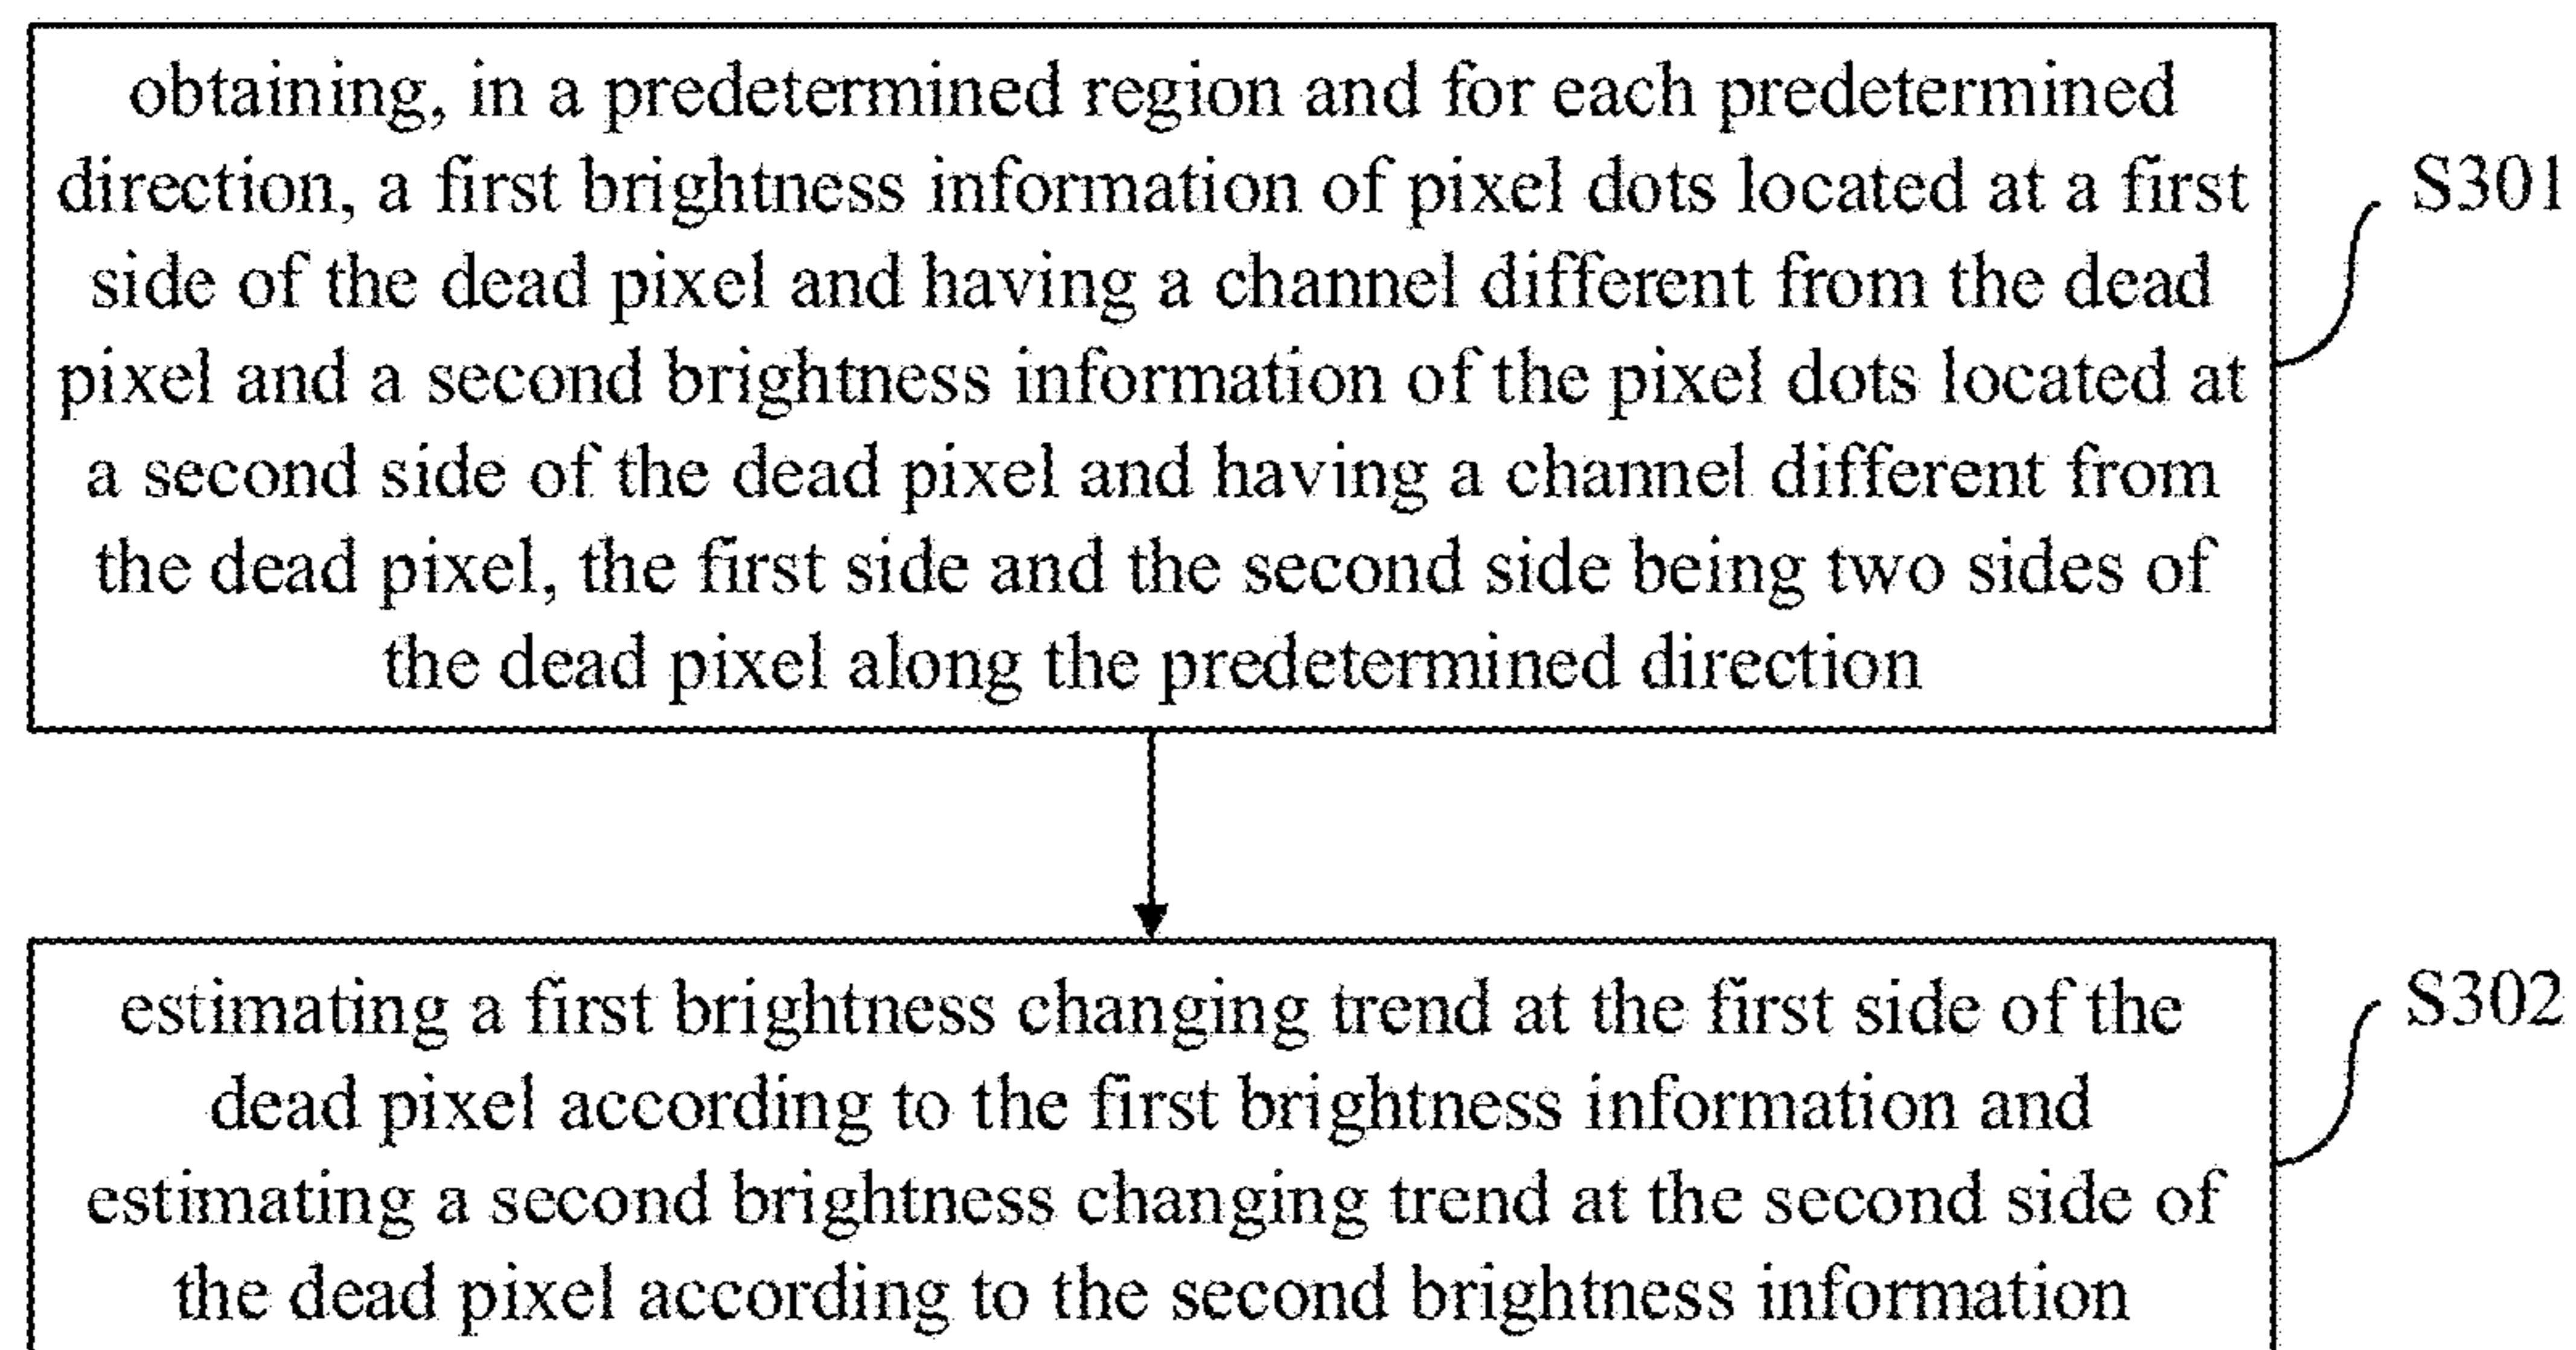 obtaining, in a predetermined region and for each predetermined
direction, a first brightness information of pixel dots located at a first
side of the dead pixel and having a channel different from the dead
pixel and a second brightness information of the pixel dots located at
a second side of the dead pixel and having a channel different from
the dead pixel, the first side and the second side being two sides of
the dead pixel along the predetermined direction
S301
estimating a first brightness changing trend at the first side of the
dead pixel according to the first brightness information and
estimating a second brightness changing trend at the second side of
the dead pixel according to the second brightness information
S302